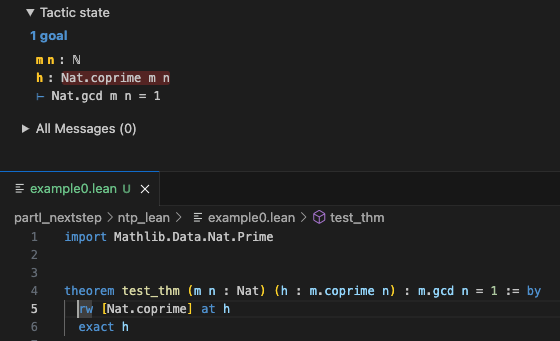 ▼ Tactic state
1 goal
m n : ℕ
h : Nat.coprime m n
⊢ Nat.gcd m n = 1
▶ All Messages (0)
example0.lean U ×
partI_nextstep > ntp_lean > example0.lean > test_thm
1 import Mathlib.Data.Nat.Prime
2
3
4 theorem test_thm (m n : Nat) (h : m.coprime n) : m.gcd n = 1 := by
5 rw [Nat.coprime] at h
6 exact h